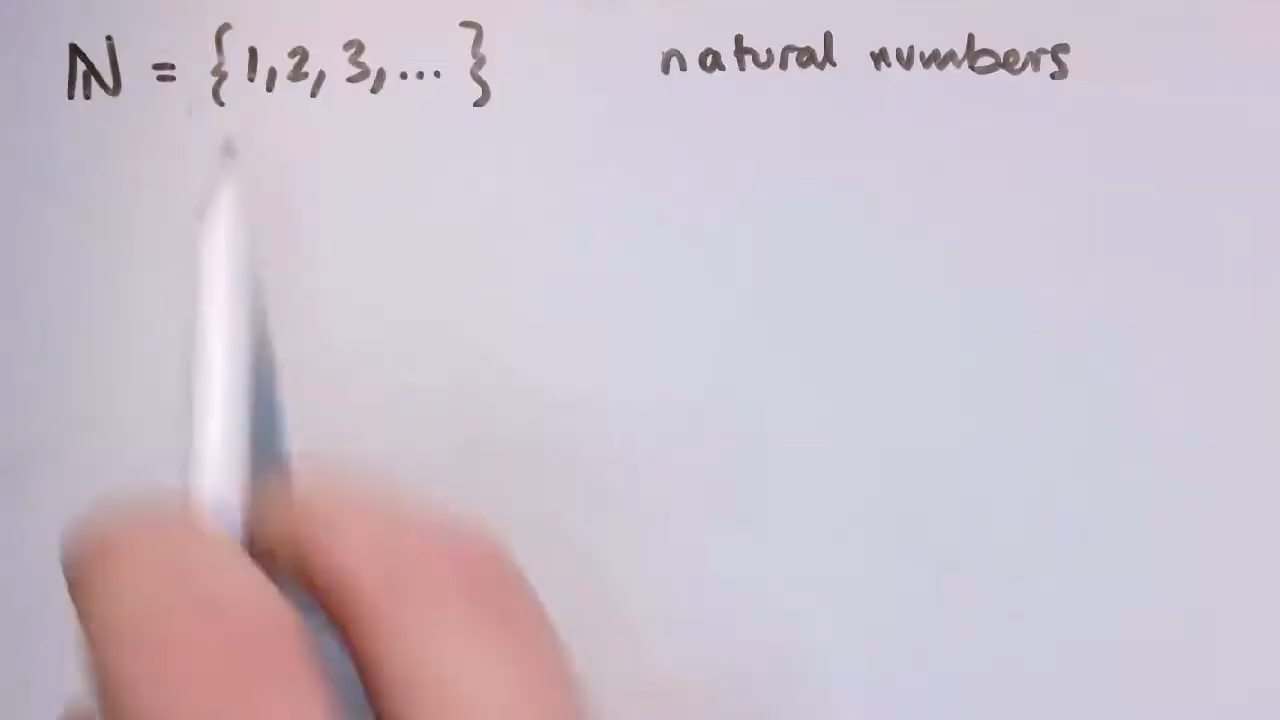 ℕ = {1, 2, 3, ... } natural numbers